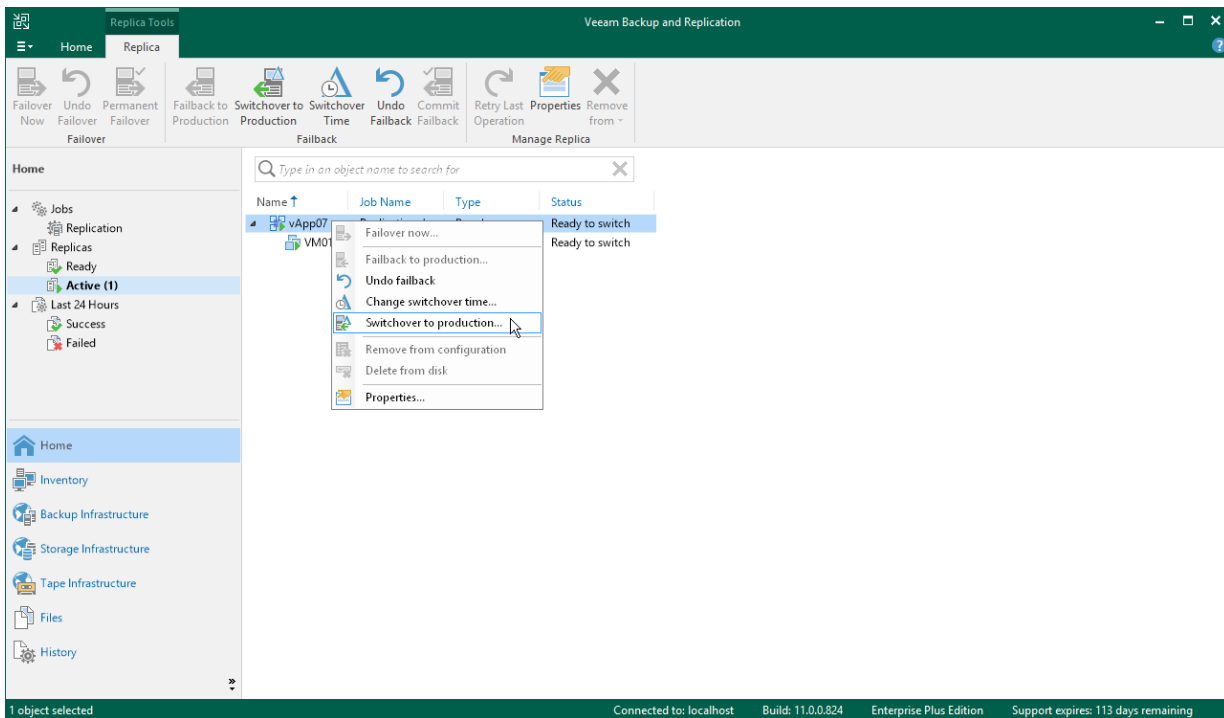 Replica Tools
Veeam Backup and Replication
Home Replica
Failover Now
Undo Failover
Permanent Failover
Failover
Failback to Production
Switchover to Production
Switchover Time
Undo Failback
Commit Failback
Failback
Retry Last Operation
Properties
Remove from
Manage Replica
Home
Type in an object name to search for
Jobs
Replication
Replicas
Ready
Active (1)
Last 24 Hours
Success
Failed
Name Job Name Type Status
vApp07 Ready to switch
VM01 Ready to switch
Failover now...
Failback to production...
Undo failback
Change switchover time...
Switchover to production...
Remove from configuration
Delete from disk
Properties...
Home
Inventory
Backup Infrastructure
Storage Infrastructure
Tape Infrastructure
Files
History
1 object selected
Connected to: localhost
Build: 11.0.0.824
Enterprise Plus Edition
Support expires: 113 days remaining